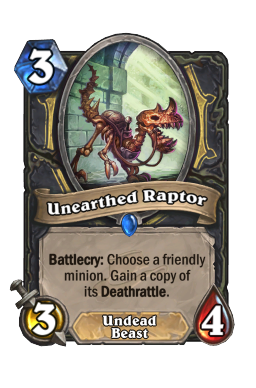 3
Unearthed Raptor
Battlecry: Choose a friendly
minion. Gain a copy of
its Deathrattle.
3
Undead
Beast
4